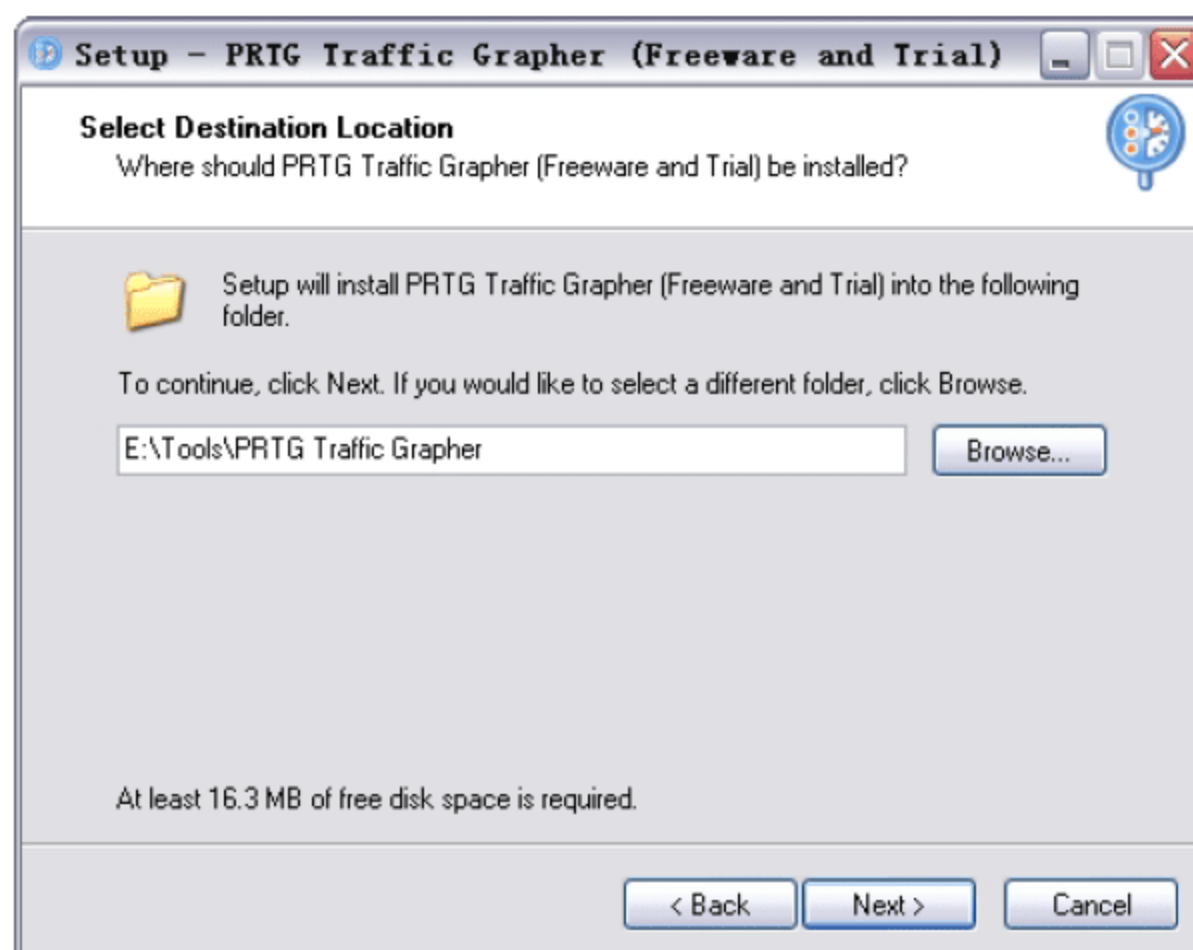 Setup - PRTG Traffic Grapher (Freeware and Trial)
Select Destination Location
Where should PRTG Traffic Grapher (Freeware and Trial) be installed?
Setup will install PRTG Traffic Grapher (Freeware and Trial) into the following
folder.
To continue, click Next. If you would like to select a different folder, click Browse.
E:\Tools\PRTG Traffic Grapher
Browse...
At least 16.3 MB of free disk space is required.
< Back
Next >
Cancel